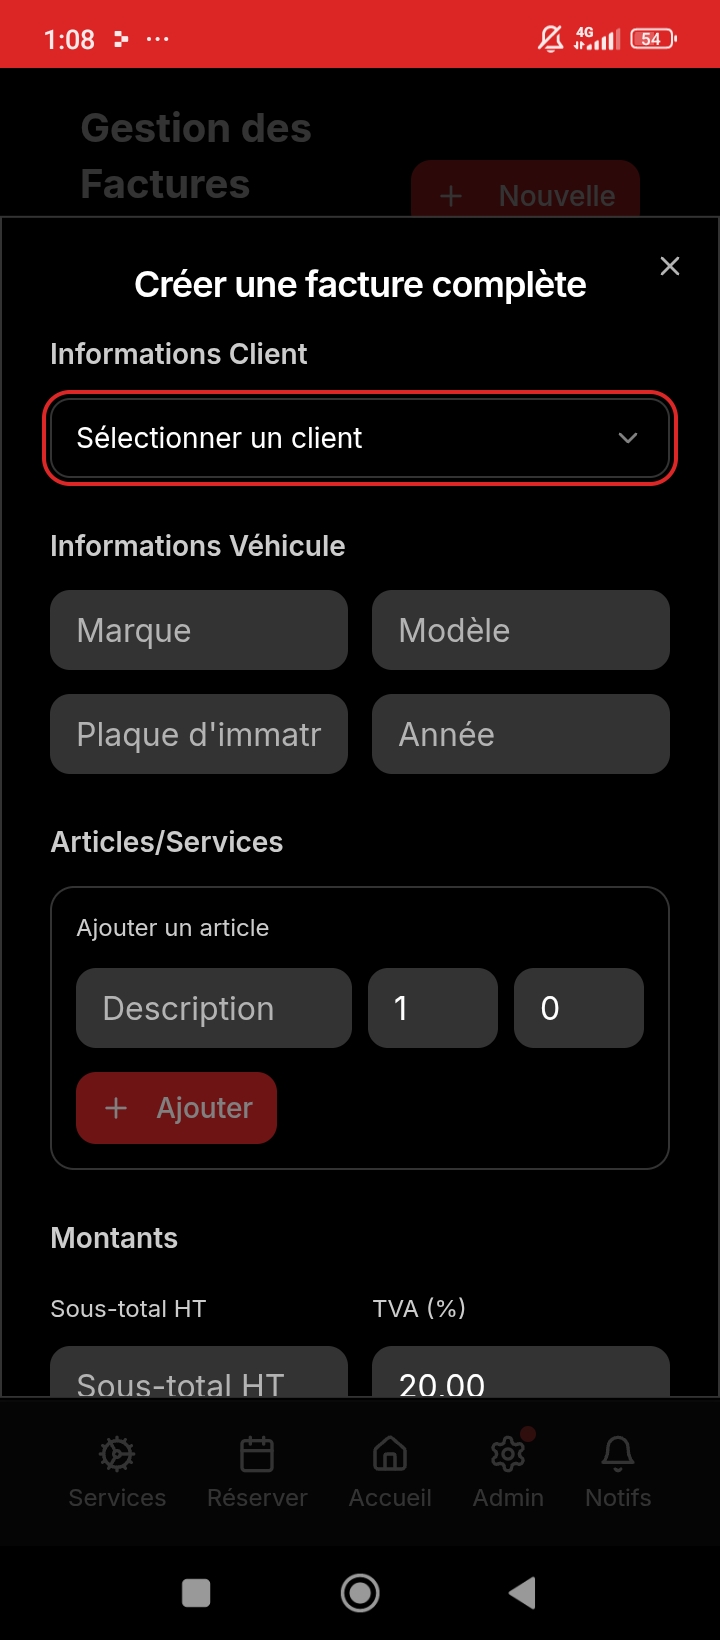 1:08
4G
54
Gestion des
Factures
Nouvelle
Créer une facture complète
Informations Client
Sélectionner un client
Informations Véhicule
Marque
Modèle
Plaque d'immatr
Année
Articles/Services
Ajouter un article
Description
1
0
Ajouter
Montants
Sous-total HT
TVA (%)
Sous-total HT
20.00
Services
Réserver
Accueil
Admin
Notifs